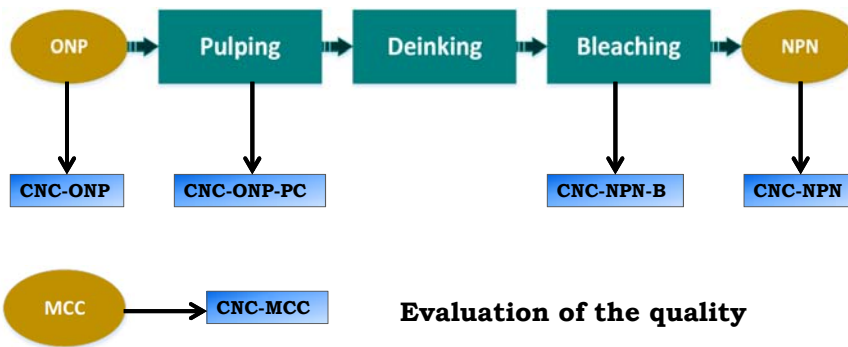 ONP
Pulping
Deinking
Bleaching
NPN
CNC-ONP
CNC-ONP-PC
CNC-NPN-B
CNC-NPN
MCC
CNC-MCC
Evaluation of the quality